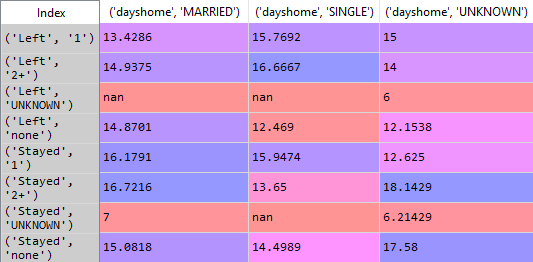 Index ('dayshome', 'MARRIED') ('dayshome', 'SINGLE') ('dayshome', 'UNKNOWN')
('Left', '1') 13.4286 15.7692 15
('Left', '2+') 14.9375 16.6667 14
('Left', 'UNKNOWN') nan nan 6
('Left', 'none') 14.8701 12.469 12.1538
('Stayed', '1') 16.1791 15.9474 12.625
('Stayed', '2+') 16.7216 13.65 18.1429
('Stayed', 'UNKNOWN') 7 nan 6.21429
('Stayed', 'none') 15.0818 14.4989 17.58